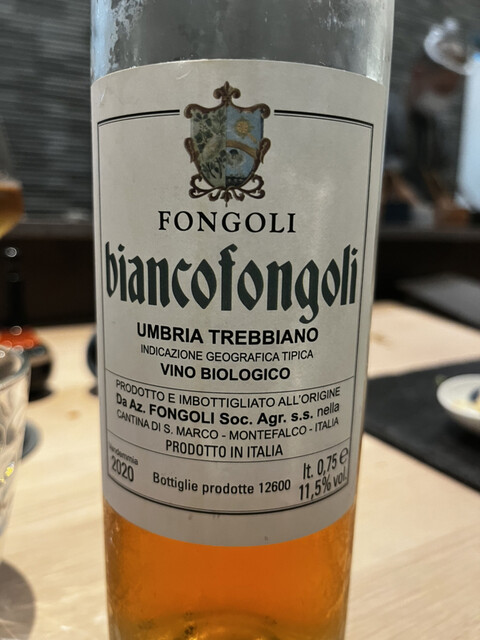 FONGOLI
biancofongoli
UMBRIA TREBBIANO
INDICAZIONE GEOGRAFICA TIPICA
VINO BIOLOGICO
PRODOTTO E IMBOTTIGLIATO ALL'ORIGINE
Da Az. FONGOLI Soc. Agr. s.s. nella
CANTINA DI S. MARCO - MONTEFALCO - ITALIA
PRODOTTO IN ITALIA
vendemmia
2020
Bottiglie prodotte 12600
lt. 0,75 e
11,5% vol.